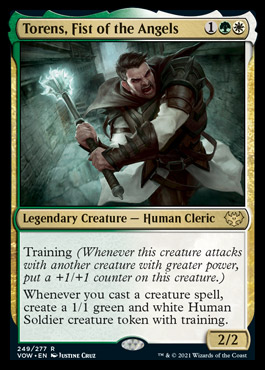 Torens, Fist of the Angels 1
Legendary Creature — Human Cleric
Training (Whenever this creature attacks
with another creature with greater power,
put a +1/+1 counter on this creature.)
Whenever you cast a creature spell,
create a 1/1 green and white Human
Soldier creature token with training.
2/2
249/277 R
VOW • EN JUSTINE CRUZ
™ & © 2021 Wizards of the Coast